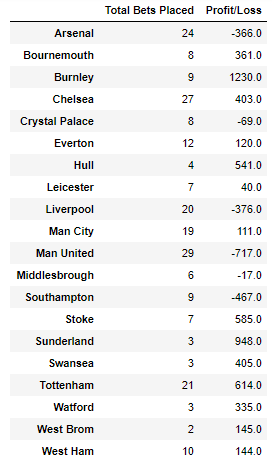 Total Bets Placed Profit/Loss
Arsenal 24 -366.0
Bournemouth 8 361.0
Burnley 9 1230.0
Chelsea 27 403.0
Crystal Palace 8 -69.0
Everton 12 120.0
Hull 4 541.0
Leicester 7 40.0
Liverpool 20 -376.0
Man City 19 111.0
Man United 29 -717.0
Middlesbrough 6 -17.0
Southampton 9 -467.0
Stoke 7 585.0
Sunderland 3 948.0
Swansea 3 405.0
Tottenham 21 614.0
Watford 3 335.0
West Brom 2 145.0
West Ham 10 144.0